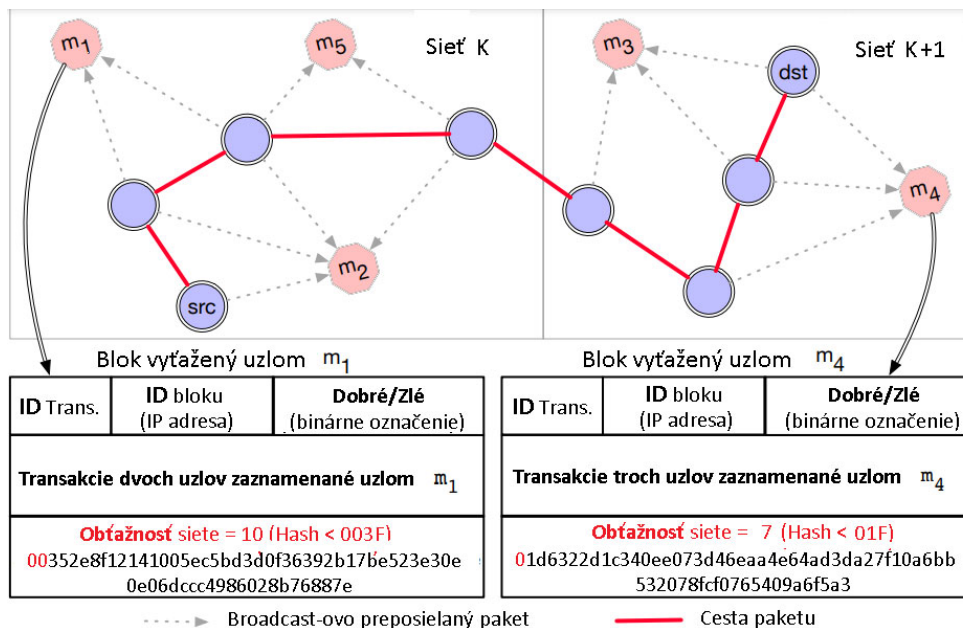 m1
m5
Sieť K
m3
Sieť K+1
dst
m4
m2
src
Blok vyťažený uzlom m1
ID Trans.
ID bloku
(IP adresa)
Dobré/Zlé
(binárne označenie)
Transakcie dvoch uzlov zaznamenané uzlom m1
Obťažnosť siete = 10 (Hash < 003F)
00352e8f12141005ec5bd3d0f36392b17be523e30e
0e06dccc4986028b76887e
Blok vyťažený uzlom m4
ID Trans.
ID bloku
(IP adresa)
Dobré/Zlé
(binárne označenie)
Transakcie troch uzlov zaznamenané uzlom m4
Obťažnosť siete = 7 (Hash < 01F)
01d6322d1c340ee073d46eaa4e64ad3da27f10a6bb
532078fcf0765409a6f5a3
Broadcast-ovo preposielaný paket
Cesta paketu